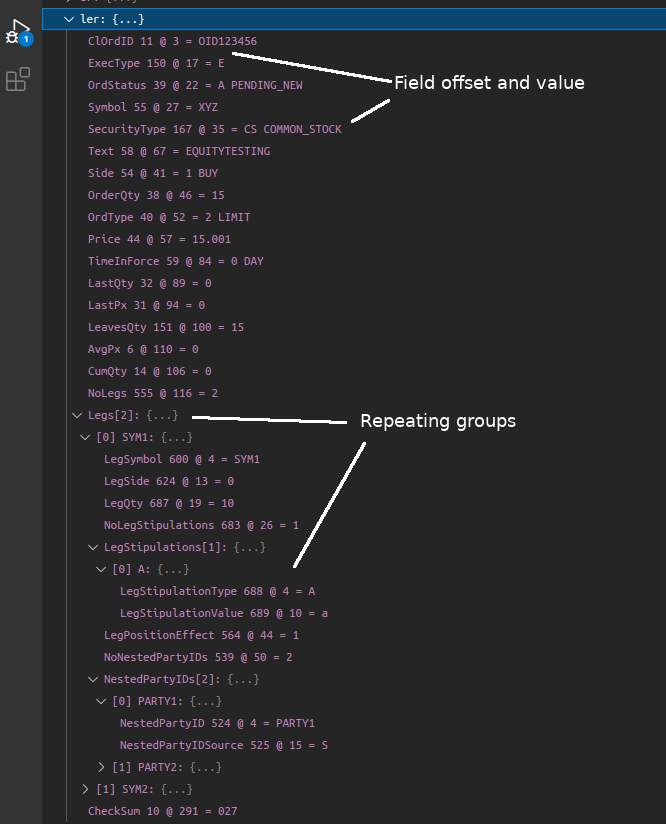 ler: {...}
ClOrdID 11 @ 3 = OID123456
ExecType 150 @ 17 = E
OrdStatus 39 @ 22 = A PENDING_NEW
Field offset and value
Symbol 55 @ 27 = XYZ
SecurityType 167 @ 35 = CS COMMON_STOCK
Text 58 @ 67 = EQUITYTESTING
Side 54 @ 41 = 1 BUY
OrderQty 38 @ 46 = 15
OrdType 40 @ 52 = 2 LIMIT
Price 44 @ 57 = 15.001
TimeInForce 59 @ 84 = 0 DAY
LastQty 32 @ 89 = 0
LastPx 31 @ 94 = 0
LeavesQty 151 @ 100 = 15
AvgPx 6 @ 110 = 0
CumQty 14 @ 106 = 0
NoLegs 555 @ 116 = 2
Legs[2]: {...}
Repeating groups
[0] SYM1: {...}
LegSymbol 600 @ 4 = SYM1
LegSide 624 @ 13 = 0
LegQty 687 @ 19 = 10
NoLegStipulations 683 @ 26 = 1
LegStipulations[1]: {...}
[0] A: {...}
LegStipulationType 688 @ 4 = A
LegStipulationValue 689 @ 10 = a
LegPositionEffect 564 @ 44 = 1
NoNestedPartyIDs 539 @ 50 = 2
NestedPartyIDs[2]: {...}
[0] PARTY1: {...}
NestedPartyID 524 @ 4 = PARTY1
NestedPartyIDSource 525 @ 15 = S
[1] PARTY2: {...}
[1] SYM2: {...}
CheckSum 10 @ 291 = 027
1